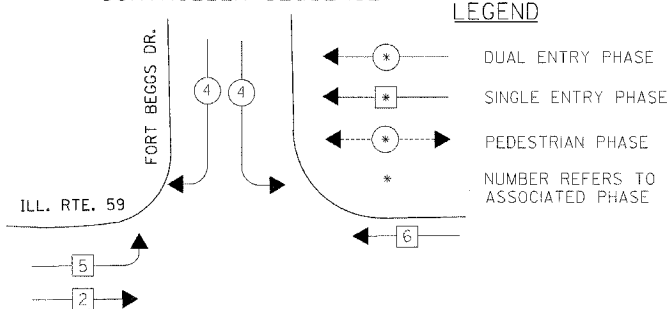 LEGEND
FORT BEGGS DR.
4
4
* DUAL ENTRY PHASE
* SINGLE ENTRY PHASE
* PEDESTRIAN PHASE
* NUMBER REFERS TO
ASSOCIATED PHASE
ILL. RTE. 59
6
5
2